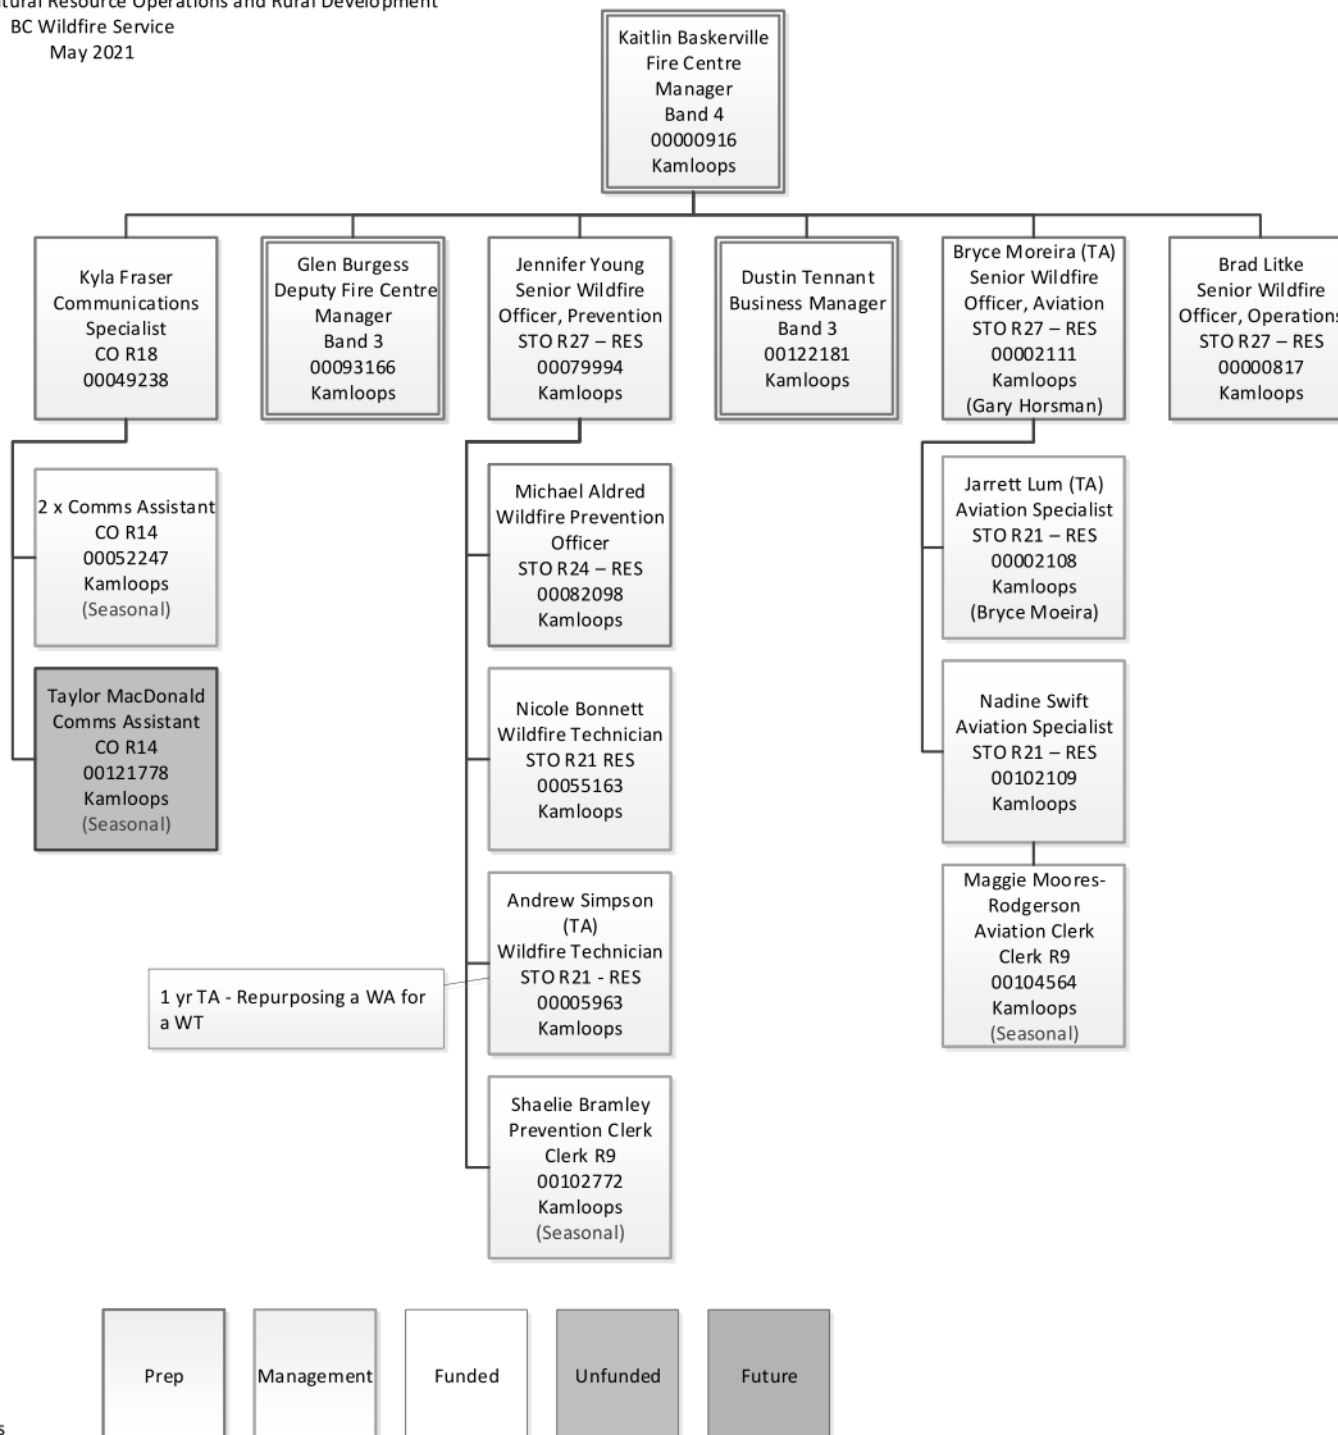 tural Resource Operations and Rural Development
BC Wildfire Service
May 2021
Kaitlin Baskerville
Fire Centre
Manager
Band 4
00000916
Kamloops
Kyla Fraser
Communications
Specialist
CO R18
00049238
Glen Burgess
Deputy Fire Centre
Manager
Band 3
00093166
Kamloops
Jennifer Young
Senior Wildfire
Officer, Prevention
STO R27 – RES
00079994
Kamloops
Dustin Tennant
Business Manager
Band 3
00122181
Kamloops
Bryce Moreira (TA)
Senior Wildfire
Officer, Aviation
STO R27 – RES
00002111
Kamloops
(Gary Horsman)
Brad Litke
Senior Wildfire
Officer, Operations
STO R27 – RES
00000817
Kamloops
2 x Comms Assistant
CO R14
00052247
Kamloops
(Seasonal)
Taylor MacDonald
Comms Assistant
CO R14
00121778
Kamloops
(Seasonal)
Michael Aldred
Wildfire Prevention
Officer
STO R24 – RES
00082098
Kamloops
Nicole Bonnett
Wildfire Technician
STO R21 RES
00055163
Kamloops
Andrew Simpson
(TA)
Wildfire Technician
STO R21 - RES
00005963
Kamloops
1 yr TA - Repurposing a WA for
a WT
Shaelie Bramley
Prevention Clerk
Clerk R9
00102772
Kamloops
(Seasonal)
Jarrett Lum (TA)
Aviation Specialist
STO R21 – RES
00002108
Kamloops
(Bryce Moeira)
Nadine Swift
Aviation Specialist
STO R21 – RES
00102109
Kamloops
Maggie Moores-
Rodgerson
Aviation Clerk
Clerk R9
00104564
Kamloops
(Seasonal)
Prep
Management
Funded
Unfunded
Future
s